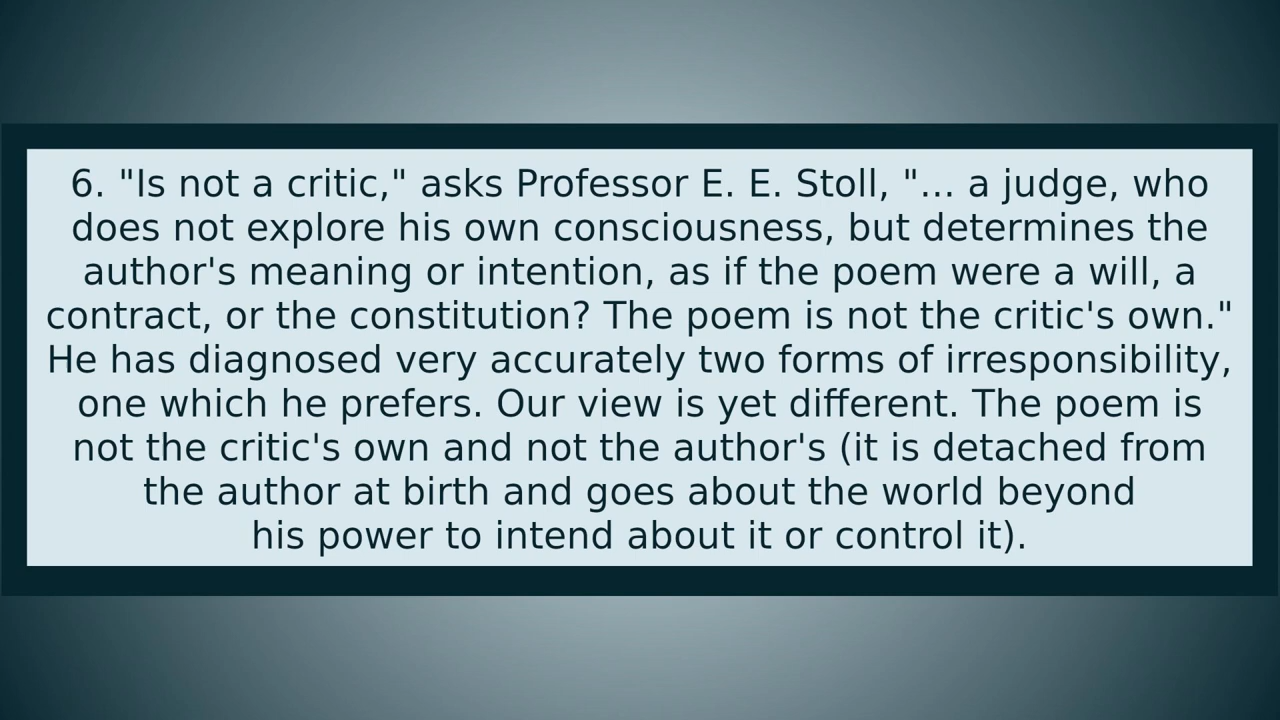 6. "Is not a critic," asks Professor E. E. Stoll, "... a judge, who
does not explore his own consciousness, but determines the
author's meaning or intention, as if the poem were a will, a
contract, or the constitution? The poem is not the critic's own."
He has diagnosed very accurately two forms of irresponsibility,
one which he prefers. Our view is yet different. The poem is
not the critic's own and not the author's (it is detached from
the author at birth and goes about the world beyond
his power to intend about it or control it).